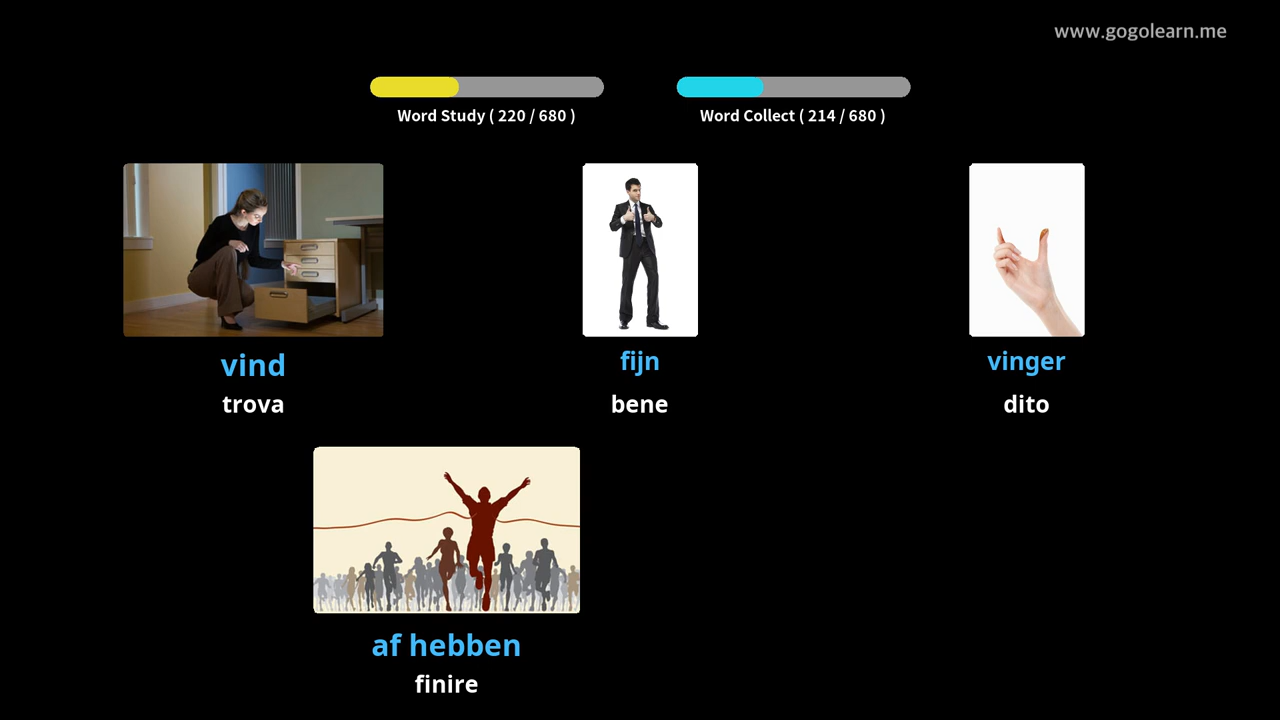 www.gogolearn.me
Word Study ( 220 / 680 )
Word Collect ( 214 / 680 )
vind
trova
fijn
bene
vinger
dito
af hebben
finire